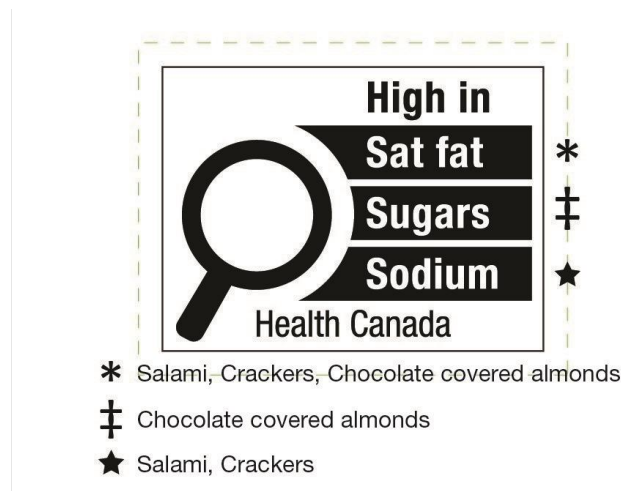 High in
Sat fat *
Sugars ‡
Sodium ★
Health Canada
* Salami, Crackers, Chocolate covered almonds
‡ Chocolate covered almonds
★ Salami, Crackers